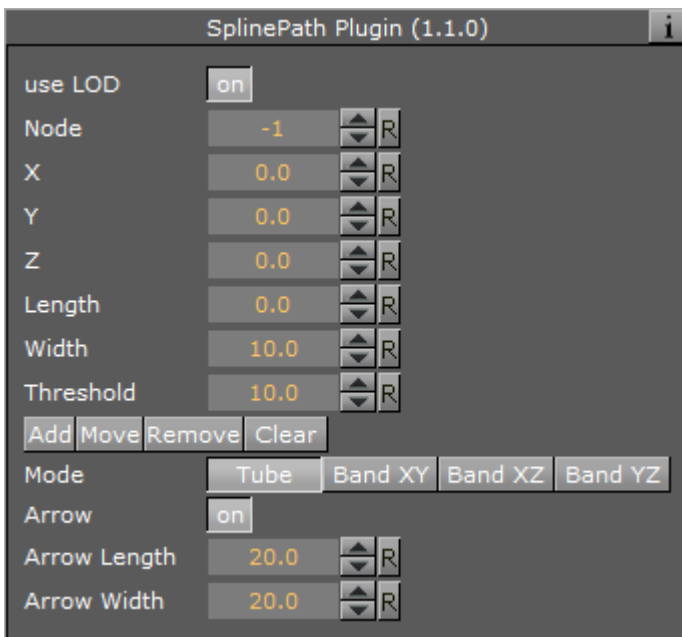 SplinePath Plugin (1.1.0) i
use LOD on
Node -1 R
X 0.0 R
Y 0.0 R
Z 0.0 R
Length 0.0 R
Width 10.0 R
Threshold 10.0 R
Add Move Remove Clear
Mode Tube Band XY Band XZ Band YZ
Arrow on
Arrow Length 20.0 R
Arrow Width 20.0 R